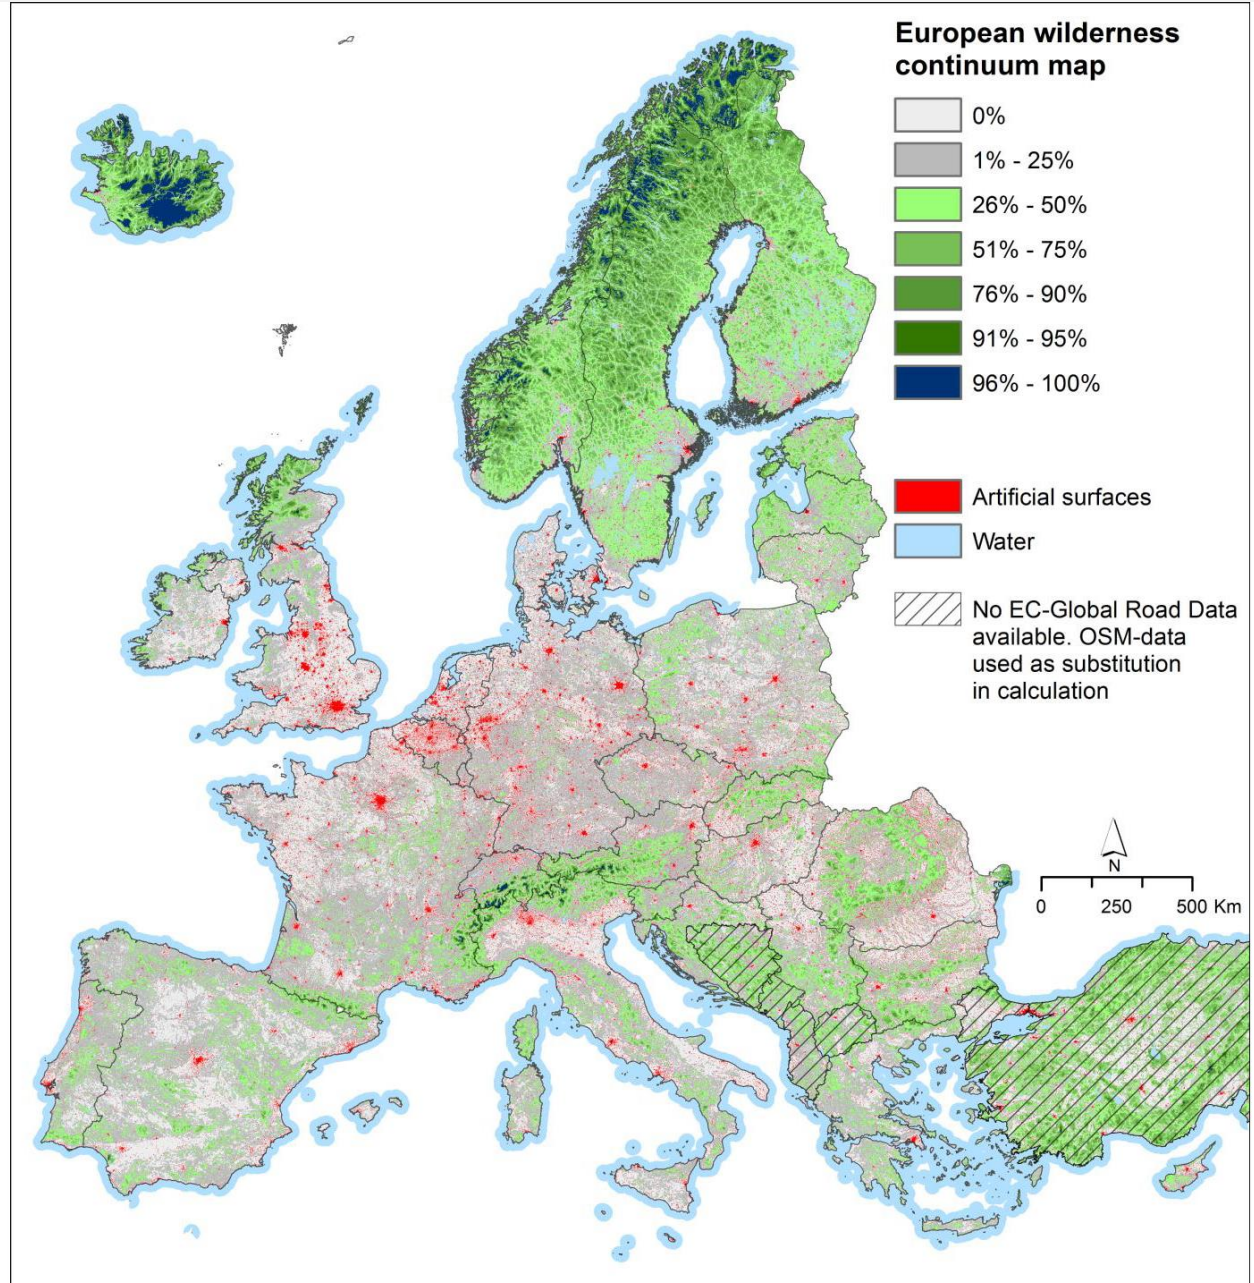 European wilderness
continuum map
0%
1% - 25%
26% - 50%
51% - 75%
76% - 90%
91% - 95%
96% - 100%
Artificial surfaces
Water
No EC-Global Road Data
available. OSM-data
used as substitution
in calculation
N
0 250 500 Km